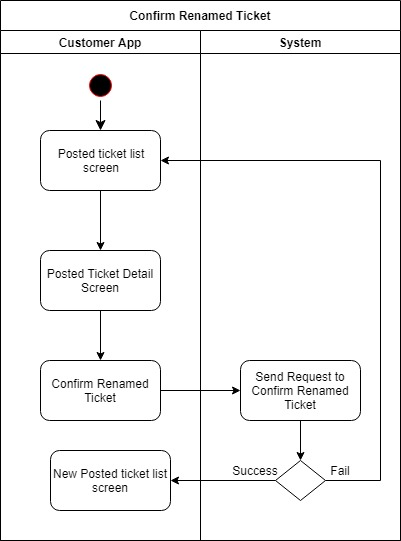 Confirm Renamed Ticket
Customer App
System
Posted ticket list
screen
Posted Ticket Detail
Screen
Confirm Renamed
Ticket
Send Request to
Confirm Renamed
Ticket
Success
Fail
New Posted ticket list
screen